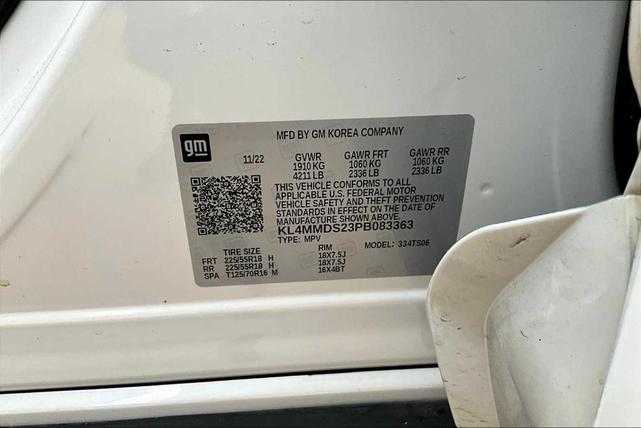 gm
MFD BY GM KOREA COMPANY
11/22 GVWR GAWR FRT GAWR RR
1910 KG 1060 KG 1060 KG
4211 LB 2336 LB 2336 LB
THIS VEHICLE CONFORMS TO ALL
APPLICABLE U.S. FEDERAL MOTOR
VEHICLE SAFETY AND THEFT PREVENTION
STANDARDS IN EFFECT ON THE DATE OF
MANUFACTURE SHOWN ABOVE.
KL4MMDS23PB083363
TYPE: MPV MODEL: 334TS06
TIRE SIZE RIM
FRT 225/55R18 H 18X7.5J
RR 225/55R18 H 18X7.5J
SPA T125/70R16 M 16X4BT